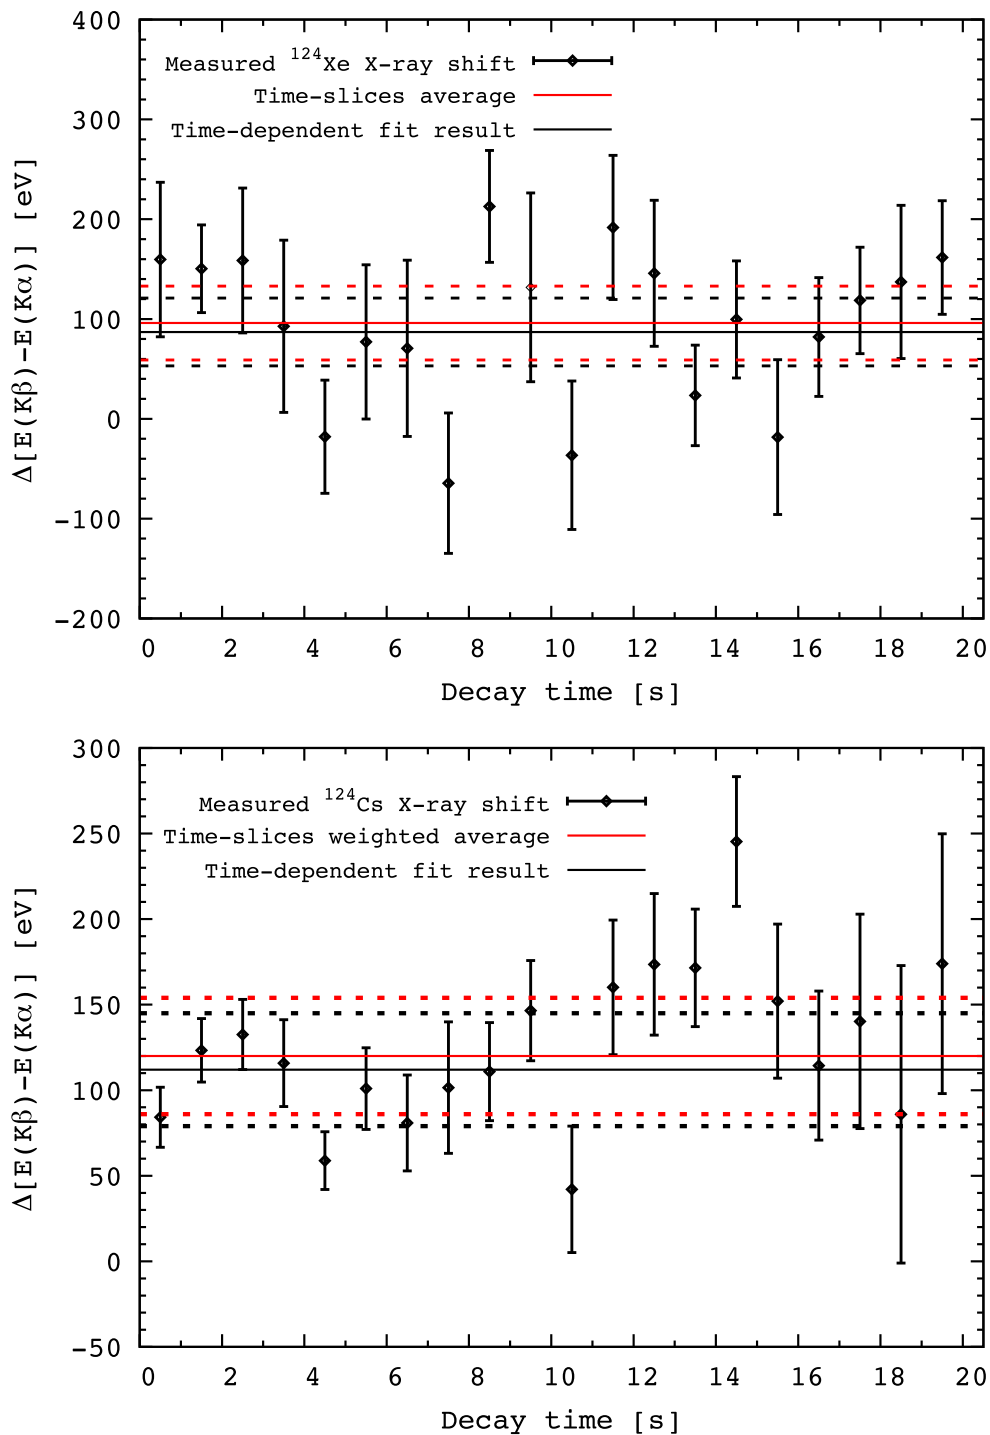 400
300
200
100
0
−100
−200
Δ[E(Kβ)−E(Kα)] [eV]
Measured ¹²⁴Xe X−ray shift
Time−slices average
Time−dependent fit result
0 2 4 6 8 10 12 14 16 18 20
Decay time [s]
300
250
200
150
100
50
0
−50
Δ[E(Kβ)−E(Kα)] [eV]
Measured ¹²⁴Cs X−ray shift
Time−slices weighted average
Time−dependent fit result
0 2 4 6 8 10 12 14 16 18 20
Decay time [s]